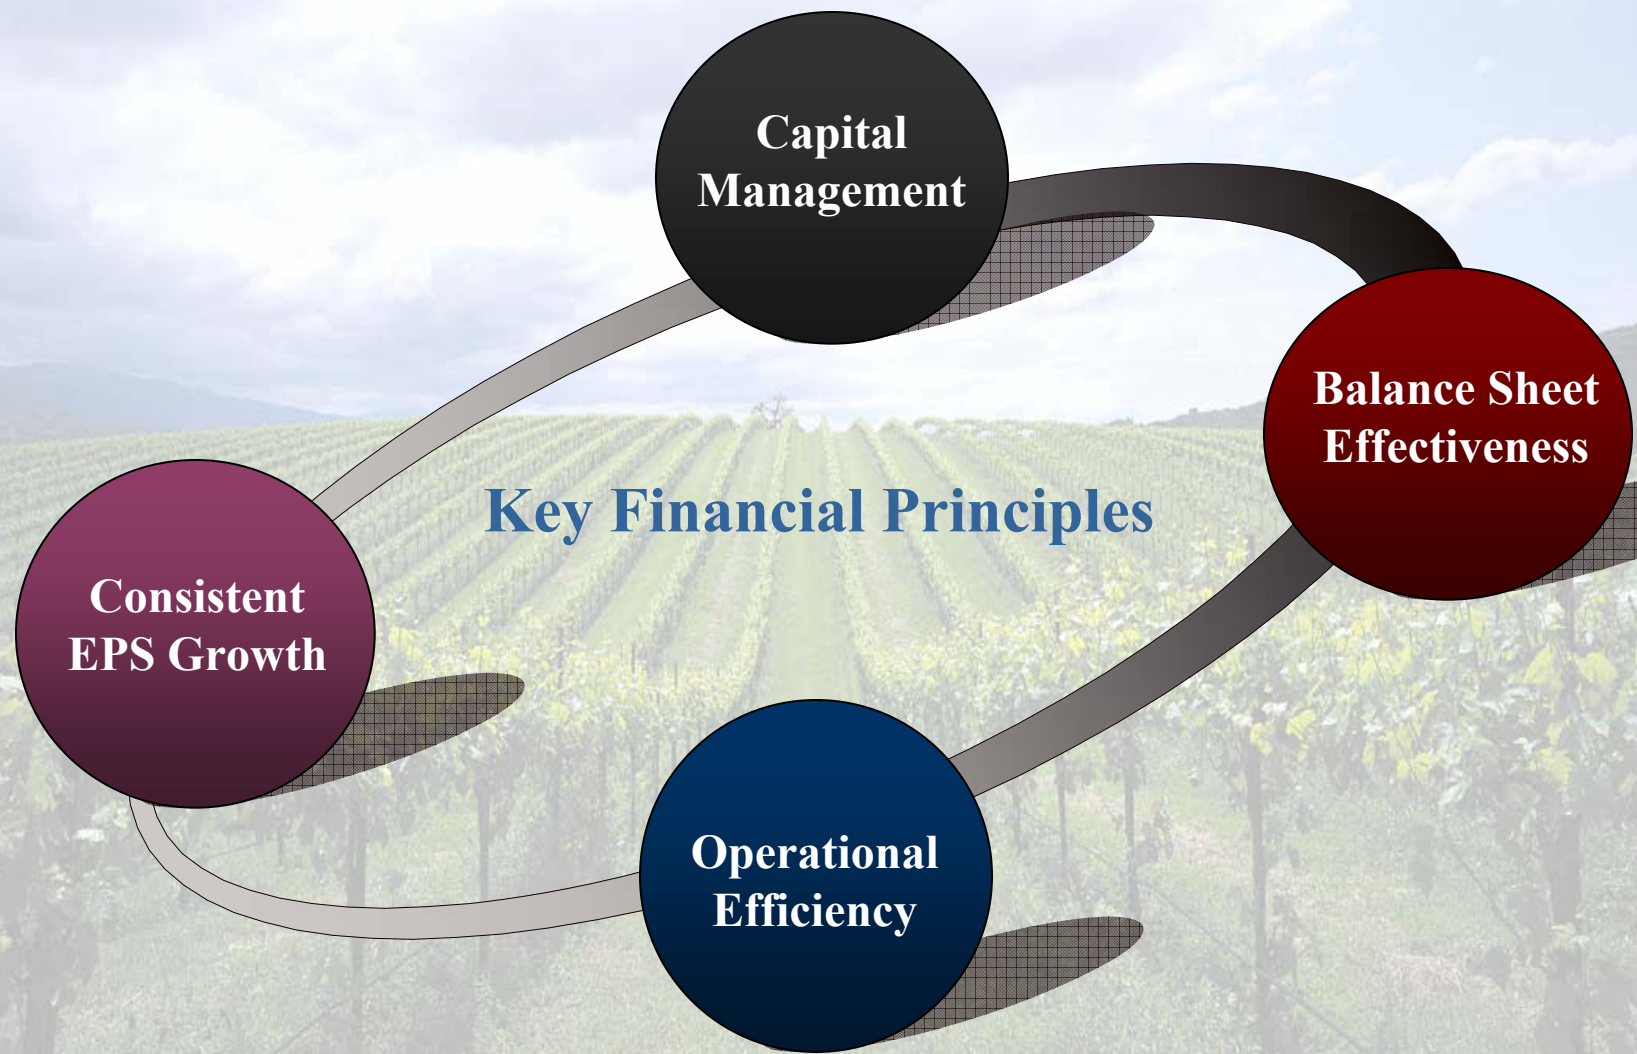 Capital
Management
Balance Sheet
Effectiveness
Key Financial Principles
Consistent
EPS Growth
Operational
Efficiency